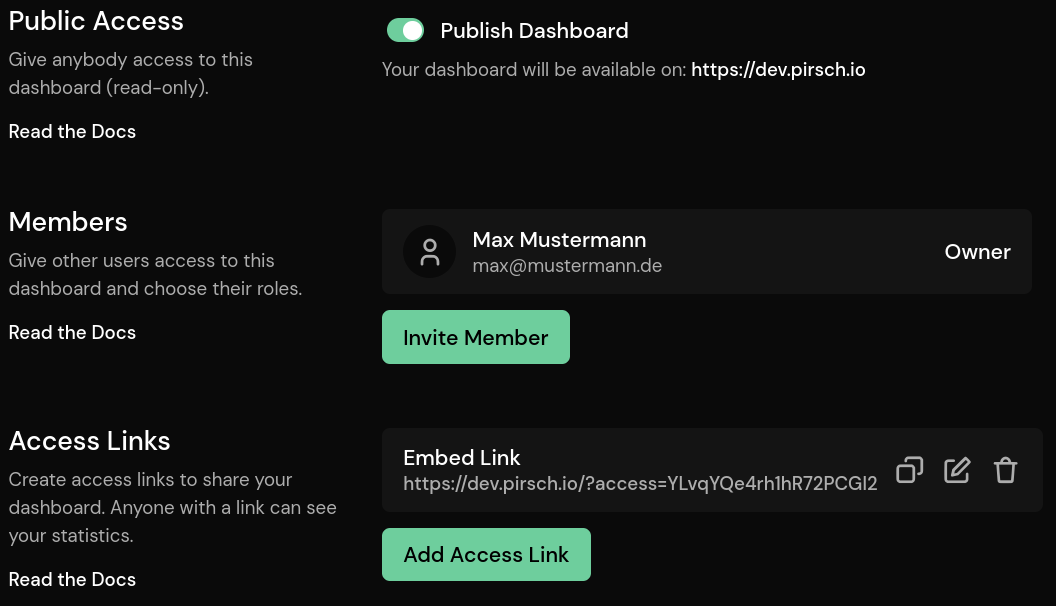 Public Access
Give anybody access to this
dashboard (read-only).
Read the Docs
Publish Dashboard
Your dashboard will be available on: https://dev.pirsch.io
Members
Give other users access to this
dashboard and choose their roles.
Read the Docs
Max Mustermann
max@mustermann.de
Owner
Invite Member
Access Links
Create access links to share your
dashboard. Anyone with a link can see
your statistics.
Read the Docs
Embed Link
https://dev.pirsch.io/?access=YLvqYQe4rh1hR72PCGI2
Add Access Link